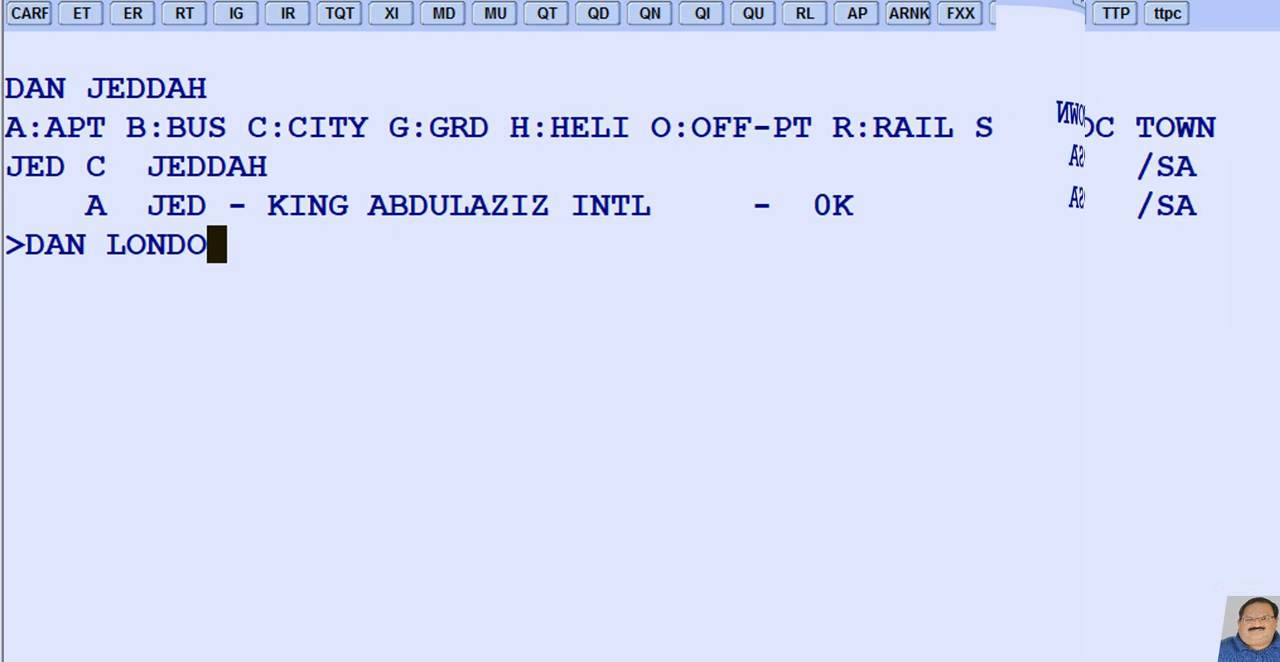 CARF ET ER RT IG IR TQT XI MD MU QT QD QN QI QU RL AP ARNK FXX TTP ttpc
DAN JEDDAH
A:APT B:BUS C:CITY G:GRD H:HELI O:OFF-PT R:RAIL S C TOWN
JED C JEDDAH /SA
A JED - KING ABDULAZIZ INTL - 0K /SA
>DAN LONDO